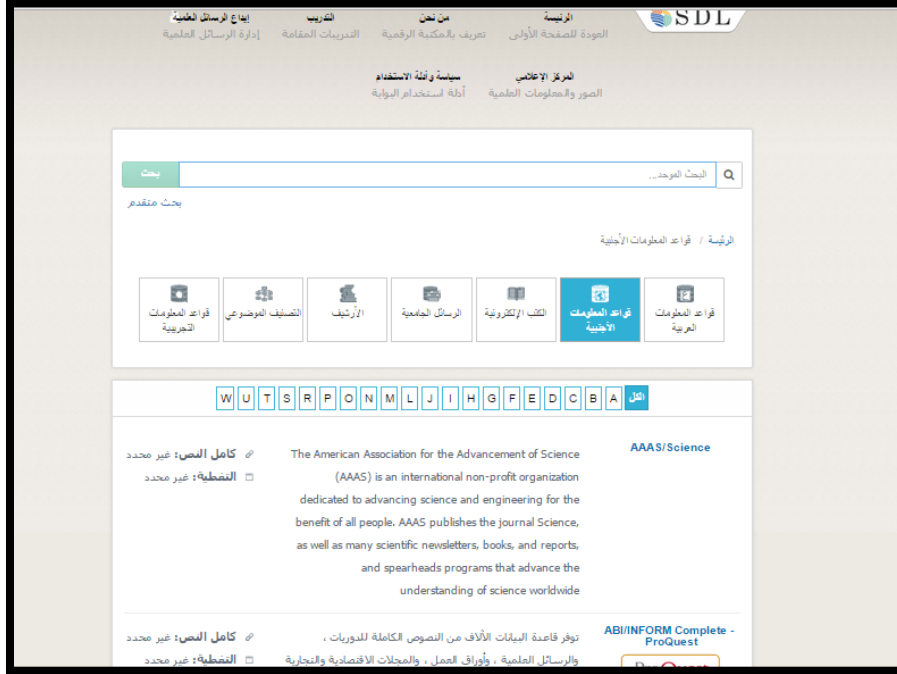 SDL
الرئيسة
العودة للصفحة الأولى
من نحن
تعريف بالمكتبة الرقمية
التدريب
التدريبات المقامة
إيداع الرسائل العلمية
إدارة الرسائل العلمية
المركز الإعلامي
الصور والمعلومات العلمية
سياسة وأدلة الاستخدام
أدلة استخدام البوابة
البحث الموحد...
بحث
بحث متقدم
الرئيسة / قواعد المعلومات الأجنبية
قواعد المعلومات
العربية
قواعد المعلومات
الأجنبية
الكتب الإلكترونية
الرسائل الجامعية
الأرشيف
التصنيف الموضوعي
قواعد المعلومات
التجريبية
الكل A B C D E F G H I J L M N O P R S T U W
AAAS/Science
The American Association for the Advancement of Science
(AAAS) is an international non-profit organization
dedicated to advancing science and engineering for the
benefit of all people. AAAS publishes the journal Science,
as well as many scientific newsletters, books, and reports,
and spearheads programs that advance the
understanding of science worldwide
كامل النص: غير محدد
التغطية: غير محدد
ABI/INFORM Complete -
ProQuest
توفر قاعدة البيانات الآلاف من النصوص الكاملة للدوريات ،
والرسائل العلمية ، وأوراق العمل ، والمجلات الاقتصادية والتجارية
كامل النص: غير محدد
التغطية: غير محدد
ProQuest